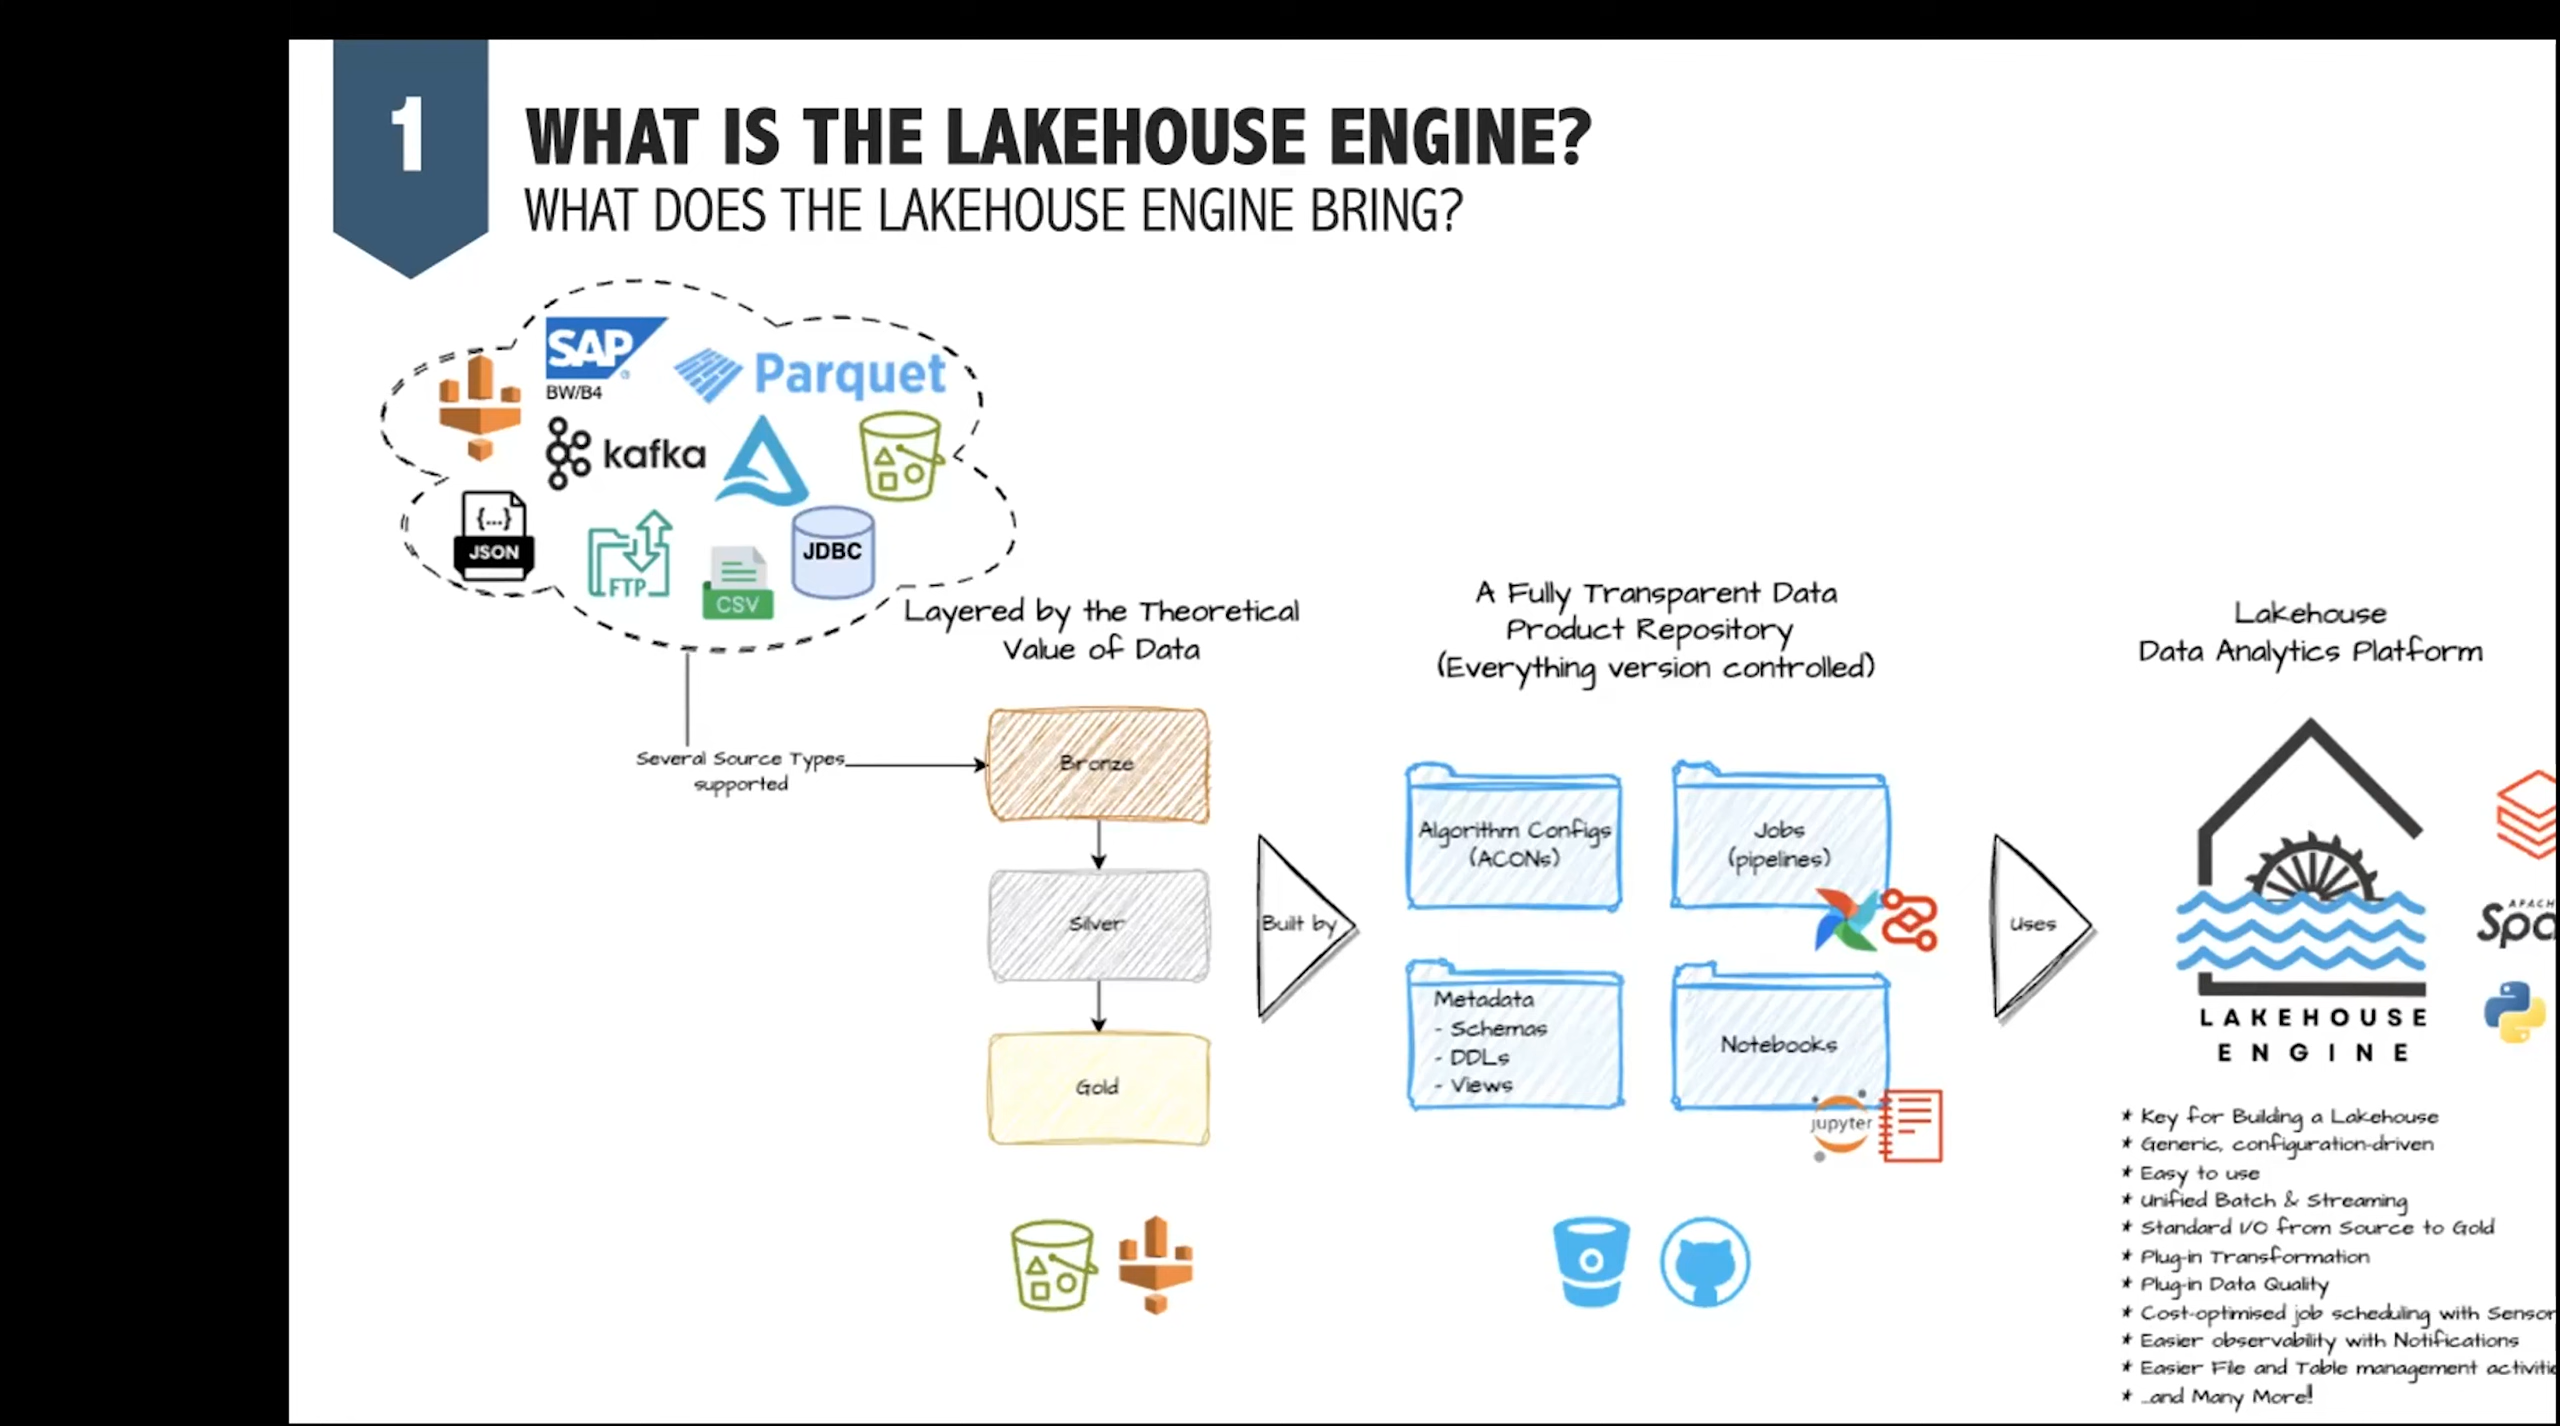 1
WHAT IS THE LAKEHOUSE ENGINE?
WHAT DOES THE LAKEHOUSE ENGINE BRING?
SAP
BW/B4
Parquet
kafka
{...}
JSON
FTP
CSV
JDBC
Several Source Types
supported
Layered by the Theoretical
Value of Data
Bronze
Silver
Gold
Built by
A Fully Transparent Data
Product Repository
(Everything version controlled)
Algorithm Configs
(ACONs)
Jobs
(pipelines)
Metadata
- Schemas
- DDLs
- Views
Notebooks
jupyter
Uses
Lakehouse
Data Analytics Platform
LAKEHOUSE
ENGINE
* Key for Building a Lakehouse
* Generic, configuration-driven
* Easy to use
* Unified Batch & Streaming
* Standard I/O from Source to Gold
* Plug-in Transformation
* Plug-in Data Quality
* Cost-optimised job scheduling with Sensor
* Easier observability with Notifications
* Easier File and Table management
* ...and Many More!